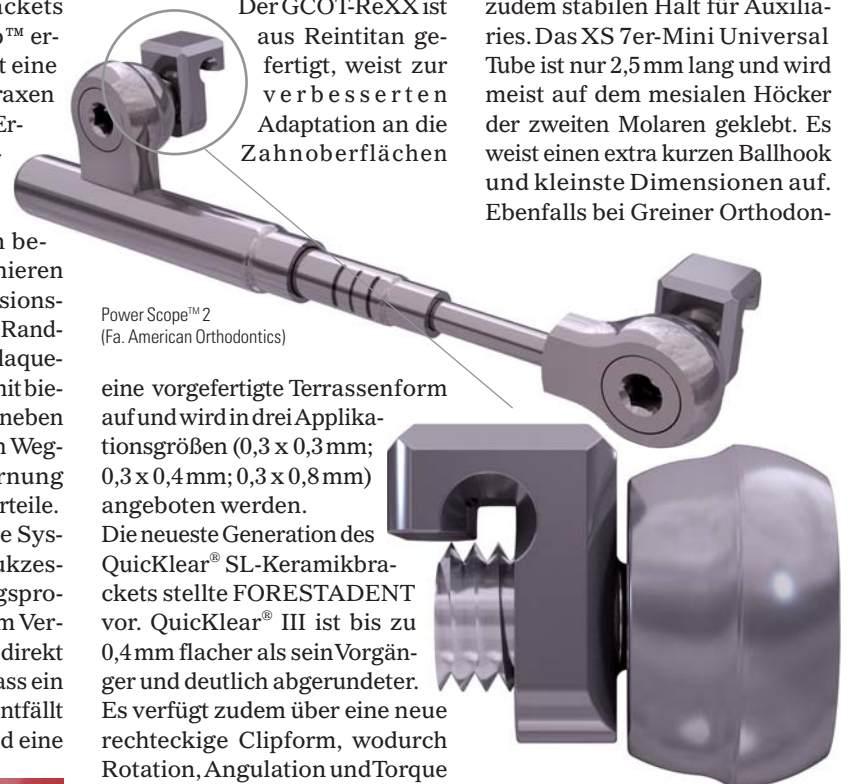 ckets
o™ er-
t eine
raxen
Er-
-
n be-
nieren
sions-
Rand-
laque-
mit bie-
neben
n Weg-
rnung
rteile.
e Sys-
ukzes-
gspro-
m Ver-
direkt
ass ein
ntfällt
d eine
Der GCOT-ReXX ist
aus Reintitan ge-
fertigt, weist zur
verbesserten
Adaptation an die
Zahnoberflächen
Power Scope™ 2
(Fa. American Orthodontics)
eine vorgefertigte Terrassenform
auf und wird in drei Applika-
tionsgrößen (0,3 x 0,3 mm;
0,3 x 0,4 mm; 0,3 x 0,8 mm)
angeboten werden.
Die neueste Generation des
QuicKlear® SL-Keramikbra-
ckets stellte FORESTADENT
vor. QuicKlear® III ist bis zu
0,4 mm flacher als sein Vorgän-
ger und deutlich abgerundeter.
Es verfügt zudem über eine neue
rechteckige Clipform, wodurch
Rotation, Angulation und Torque
zudem stabilen Halt für Auxilia-
ries. Das XS 7er-Mini Universal
Tube ist nur 2,5 mm lang und wird
meist auf dem mesialen Höcker
der zweiten Molaren geklebt. Es
weist einen extra kurzen Ballhook
und kleinste Dimensionen auf.
Ebenfalls bei Greiner Orthodon-